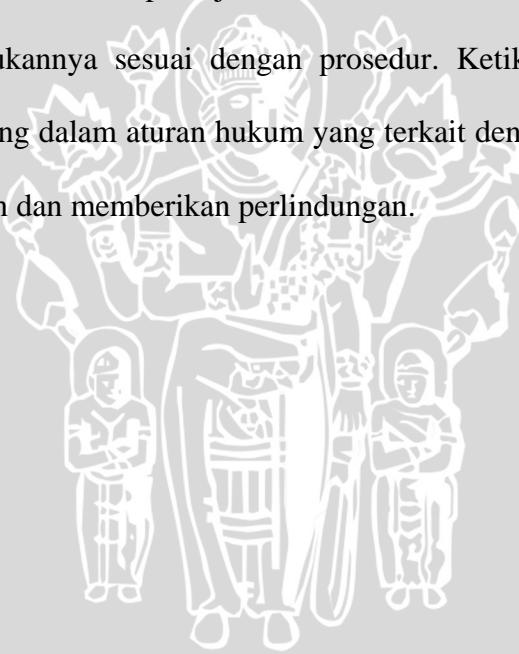 ukannya sesuai dengan prosedur. Ketik
ng dalam aturan hukum yang terkait den
n dan memberikan perlindungan.